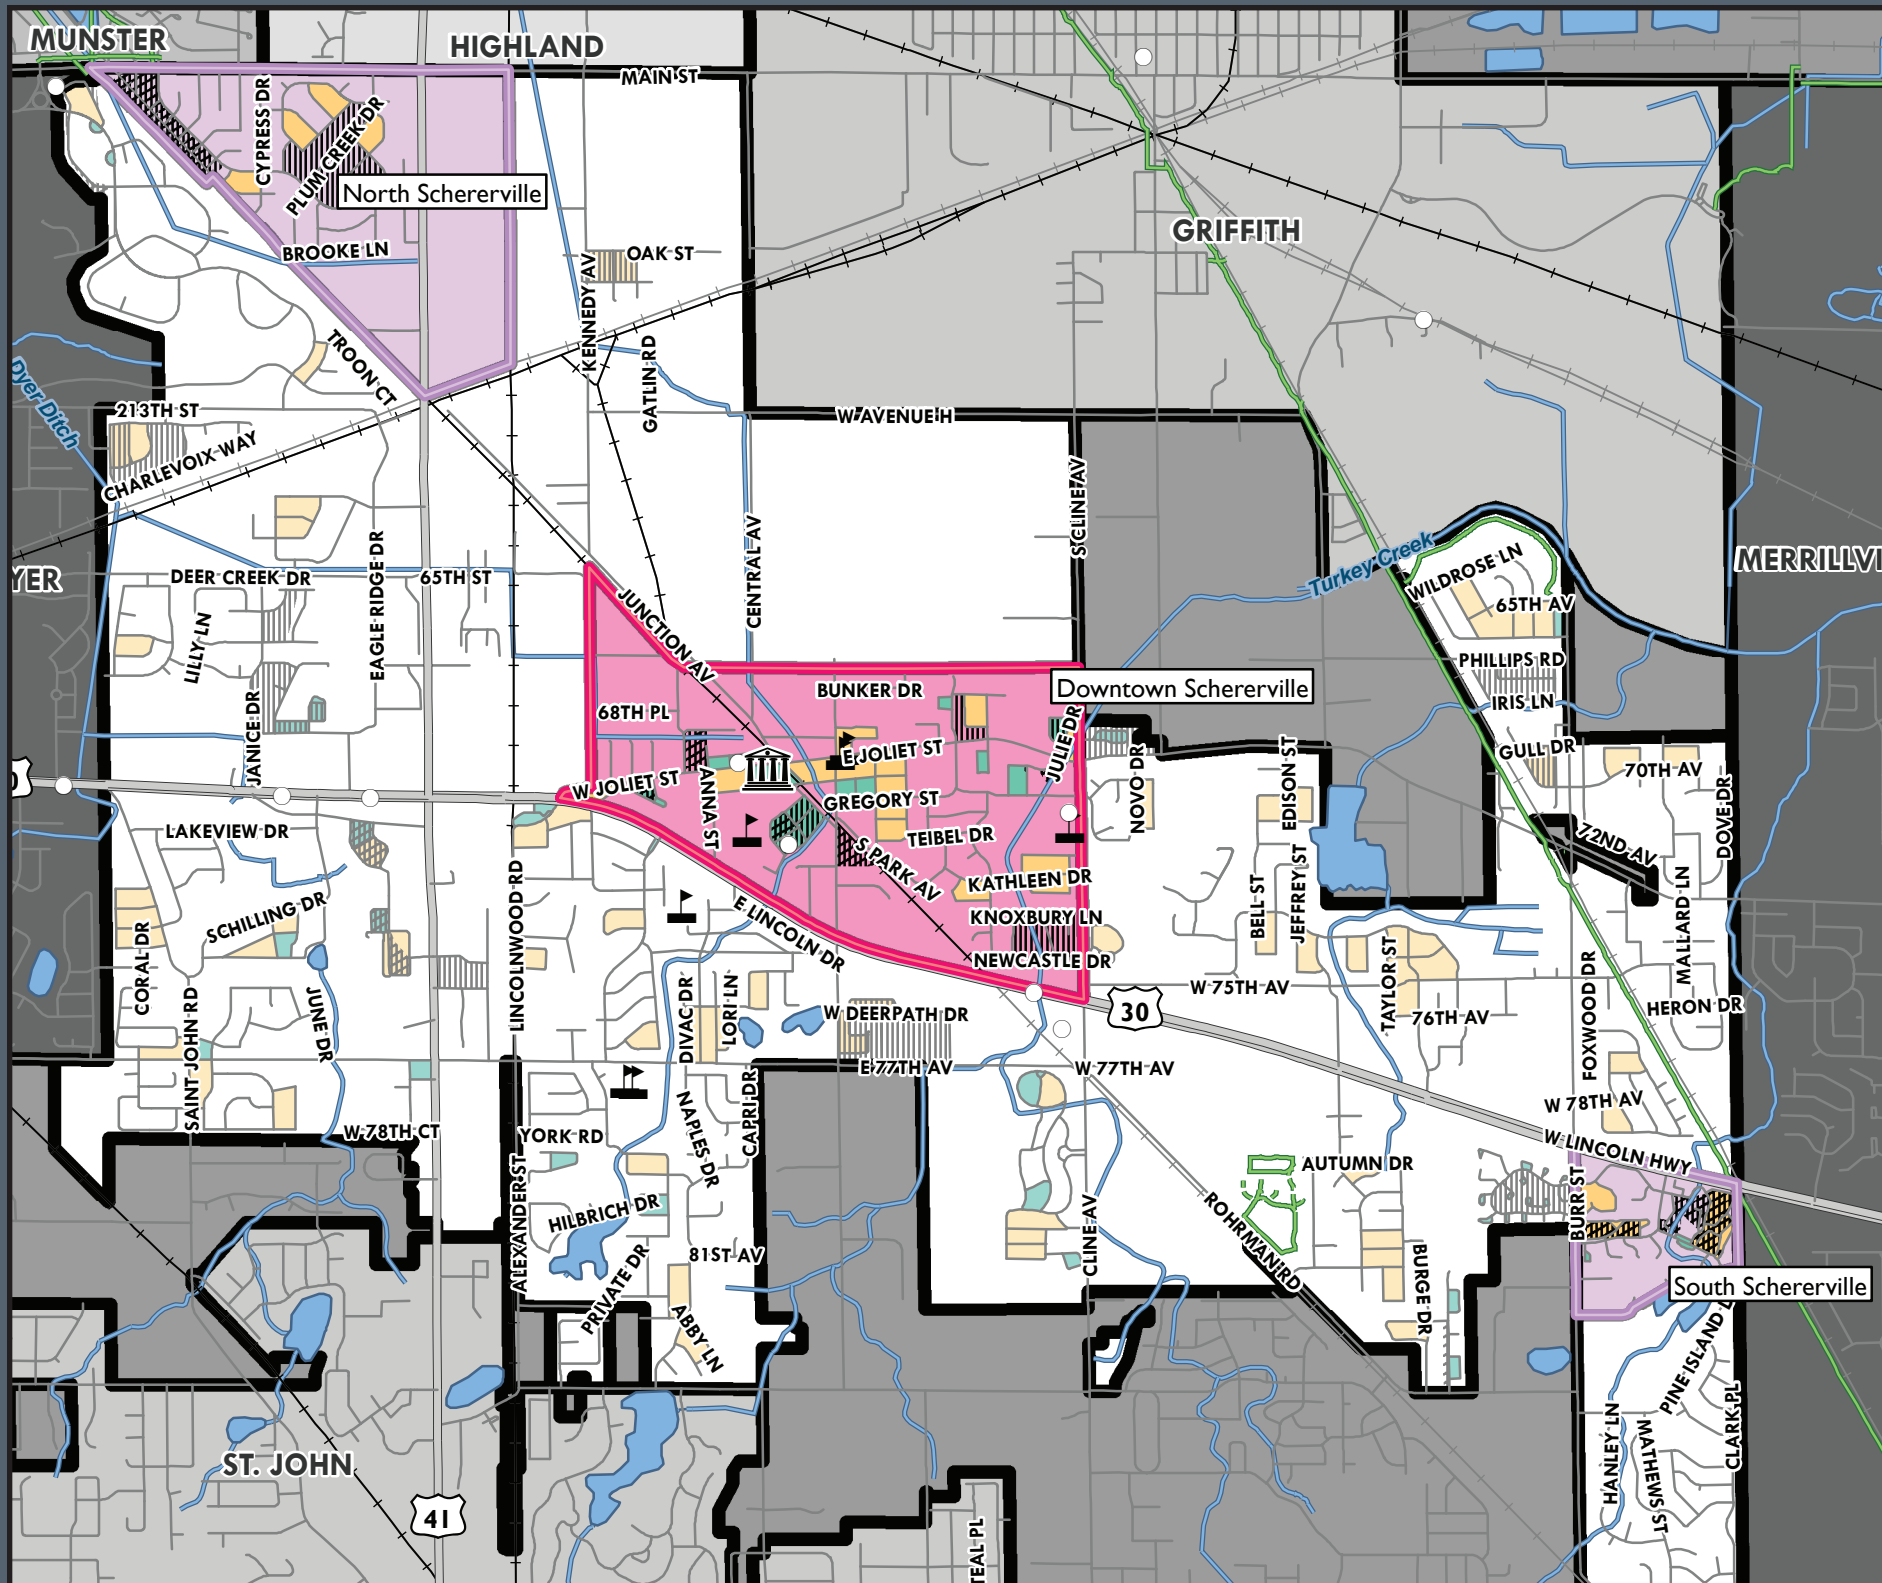 MUNSTER
HIGHLAND
MAIN ST
CYPRESS DR
PLUM CREEK DR
North Schererville
GRIFFITH
BROOKE LN
OAK ST
KENNEDY AV
TROON CT
GATLIN RD
Dyer Ditch
213TH ST
W AVENUE H
CHARLEVOIX WAY
S CLINE AV
CENTRAL AV
EAGLE RIDGE DR
Turkey Creek
WILDROSE LN
MERRILLVI
YER
DEER CREEK DR
65TH ST
65TH AV
LILLY LN
JUNCTION AV
PHILLIPS RD
BUNKER DR
Downtown Schererville
IRIS LN
JANICE DR
68TH PL
JULIE DR
E JOLIET ST
GULL DR
EDISON ST
70TH AV
NOVO DR
W JOLIET ST
ANNA ST
GREGORY ST
DOVE DR
LAKEVIEW DR
TEIBEL DR
72ND AV
S PARK AV
KATHLEEN DR
MALLARD LN
LINCOLNWOOD RD
SCHILLING DR
E LINCOLN DR
KNOXBURY LN
BELL ST
JEFFREY ST
CORAL DR
NEWCASTLE DR
TAYLOR ST
FOXWOOD DR
SAINT JOHN RD
JUNE DR
DIVAC DR
LORI LN
W 75TH AV
30
W DEERPATH DR
76TH AV
HERON DR
E 77TH AV
W 77TH AV
CAPRI DR
NAPLES DR
W 78TH AV
W 78TH CT
YORK RD
W LINCOLN HWY
AUTUMN DR
ALEXANDER ST
HILBRICH DR
CLINE AV
ROHRMAN RD
BURR ST
81ST AV
PRIVATE DR
BURGE DR
South Schererville
ABBY LN
PINE ISLAND D
CLARK PL
HANLEY LN
MATHEWS ST
ST. JOHN
41
TEAL PL